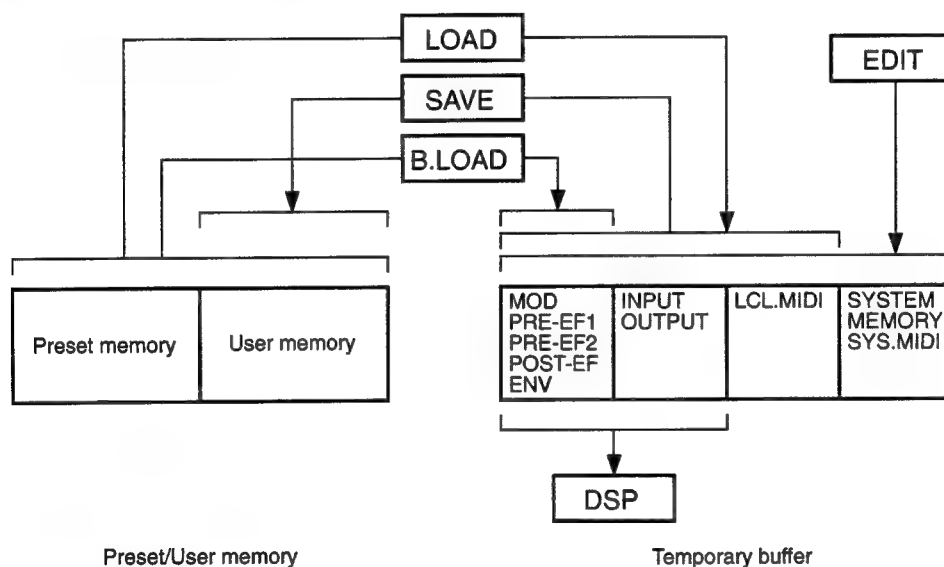 LOAD
EDIT
SAVE
B.LOAD
Preset memory
User memory
MOD
PRE-EF1
PRE-EF2
POST-EF
ENV
INPUT
OUTPUT
LCL.MIDI
SYSTEM
MEMORY
SYS.MIDI
DSP
Preset/User memory
Temporary buffer